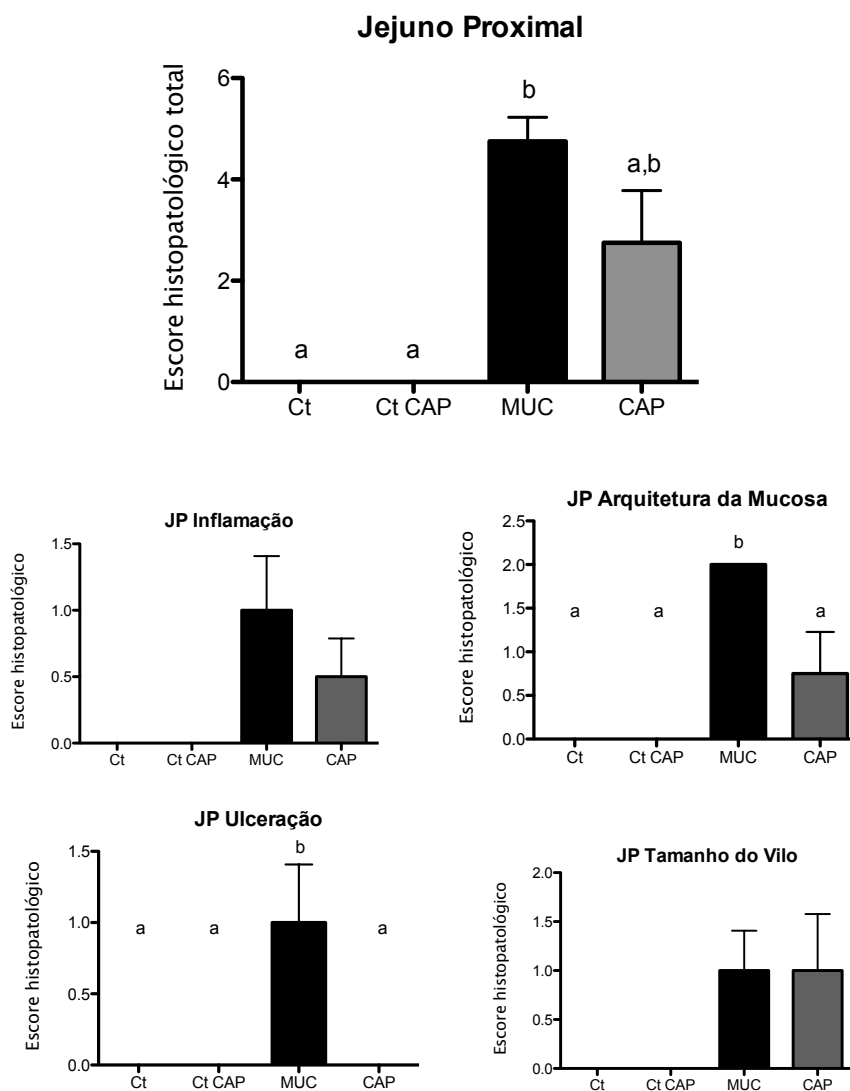 Jejuno Proximal
Escore histopatológico total
6
4
2
0
a
a
b
a,b
Ct
Ct CAP
MUC
CAP
JP Inflamação
Escore histopatológico
1.5
1.0
0.5
0.0
Ct
Ct CAP
MUC
CAP
JP Arquitetura da Mucosa
Escore histopatológico
2.5
2.0
1.5
1.0
0.5
0.0
a
a
b
a
Ct
Ct CAP
MUC
CAP
JP Ulceração
Escore histopatológico
1.5
1.0
0.5
0.0
a
a
b
a
Ct
Ct CAP
MUC
CAP
JP Tamanho do Vilo
Escore histopatológico
2.0
1.5
1.0
0.5
0.0
Ct
Ct CAP
MUC
CAP